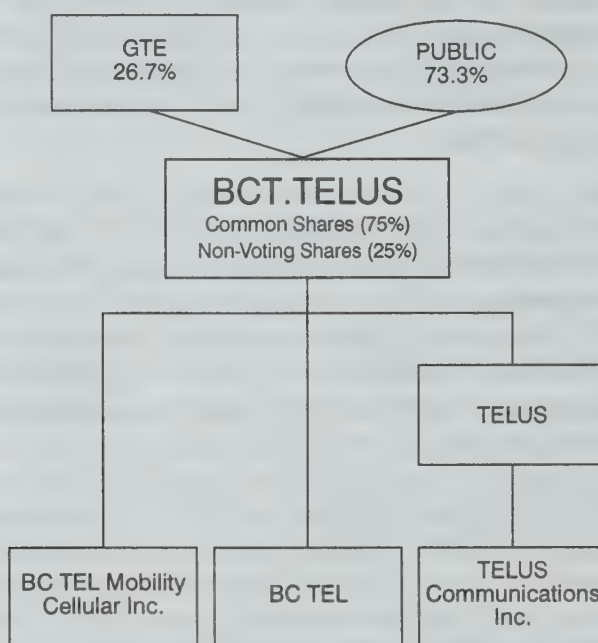 GTE
26.7%
PUBLIC
73.3%
BCT.TELUS
Common Shares (75%)
Non-Voting Shares (25%)
TELUS
BC TEL Mobility
Cellular Inc.
BC TEL
TELUS
Communications
Inc.